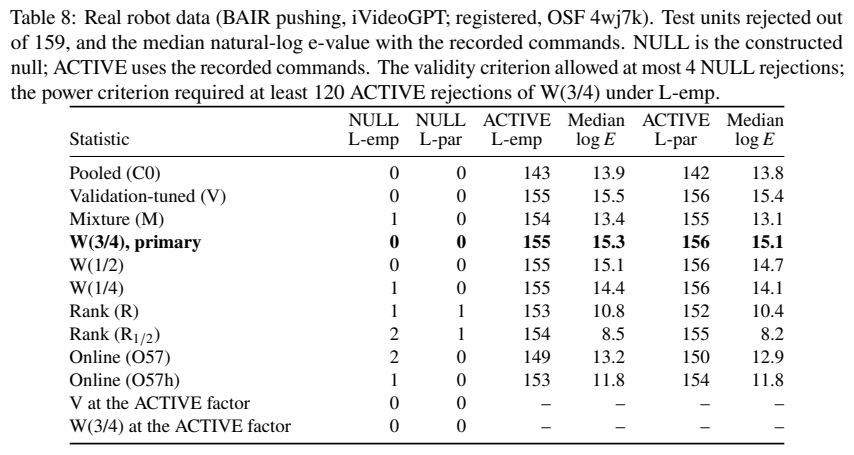 Table 8: Real robot data (BAIR pushing, iVideoGPT; registered, OSF 4wj7k). Test units rejected out
of 159, and the median natural-log e-value with the recorded commands. NULL is the constructed
null; ACTIVE uses the recorded commands. The validity criterion allowed at most 4 NULL rejections;
the power criterion required at least 120 ACTIVE rejections of W(3/4) under L-emp.
NULL NULL ACTIVE Median ACTIVE Median
Statistic L-emp L-par L-emp log E L-par log E
Pooled (C0) 0 0 143 13.9 142 13.8
Validation-tuned (V) 0 0 155 15.5 156 15.4
Mixture (M) 1 0 154 13.4 155 13.1
W(3/4), primary 0 0 155 15.3 156 15.1
W(1/2) 0 0 155 15.1 156 14.7
W(1/4) 1 0 155 14.4 156 14.1
Rank (R) 1 1 153 10.8 152 10.4
Rank (R1/2) 2 1 154 8.5 155 8.2
Online (O57) 2 0 149 13.2 150 12.9
Online (O57h) 1 0 153 11.8 154 11.8
V at the ACTIVE factor 0 0 – – – –
W(3/4) at the ACTIVE factor 0 0 – – – –